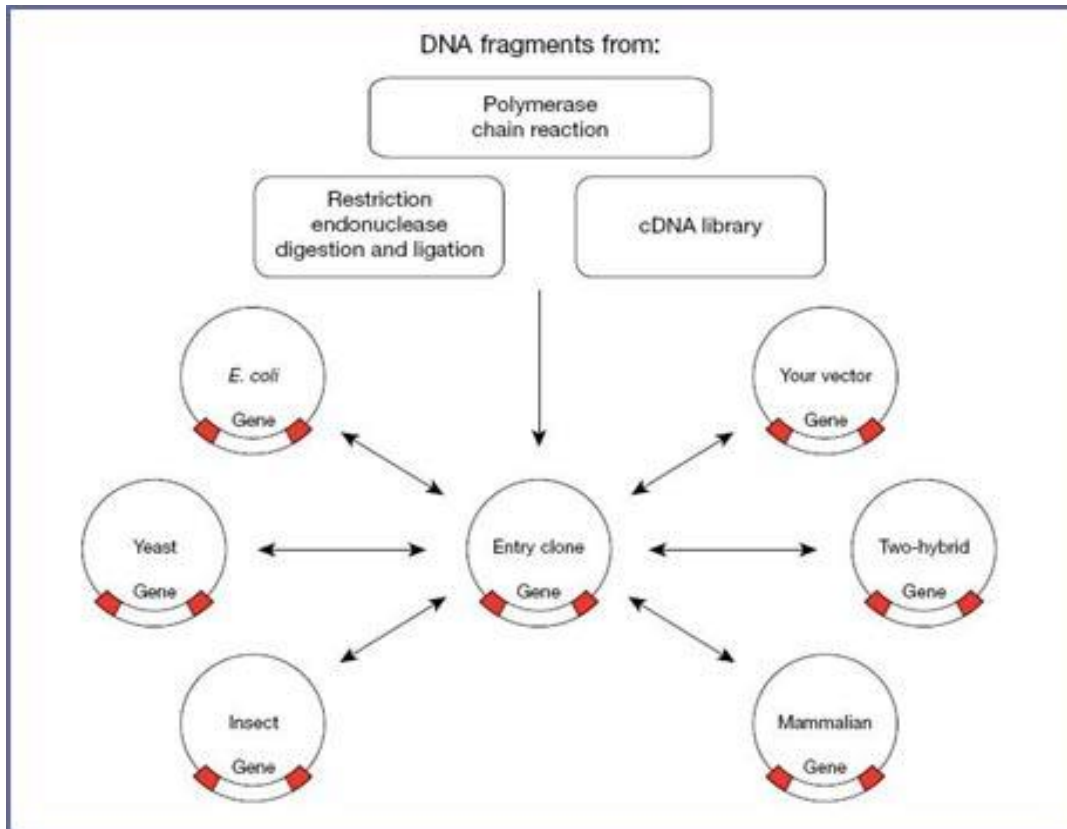 DNA fragments from:
Polymerase
chain reaction
Restriction
endonuclease
digestion and ligation
cDNA library
E. coli
Gene
Your vector
Gene
Yeast
Gene
Entry clone
Gene
Two-hybrid
Gene
Insect
Gene
Mammalian
Gene